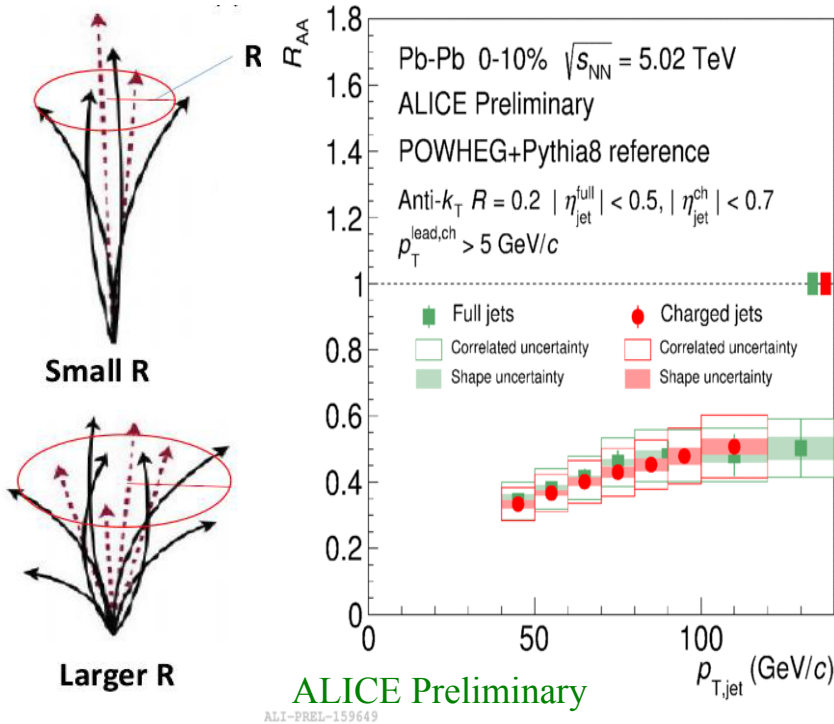 R
Small R
Larger R
R_AA
1.8
1.6
1.4
1.2
1
0.8
0.6
0.4
0.2
0
Pb-Pb 0-10% √s_NN = 5.02 TeV
ALICE Preliminary
POWHEG+Pythia8 reference
Anti-k_T R = 0.2 | η_jet^full | < 0.5, | η_jet^ch | < 0.7
p_T^lead,ch > 5 GeV/c
Full jets
Charged jets
Correlated uncertainty
Correlated uncertainty
Shape uncertainty
Shape uncertainty
0
50
100
p_T,jet (GeV/c)
ALICE Preliminary
ALI-PREL-159649